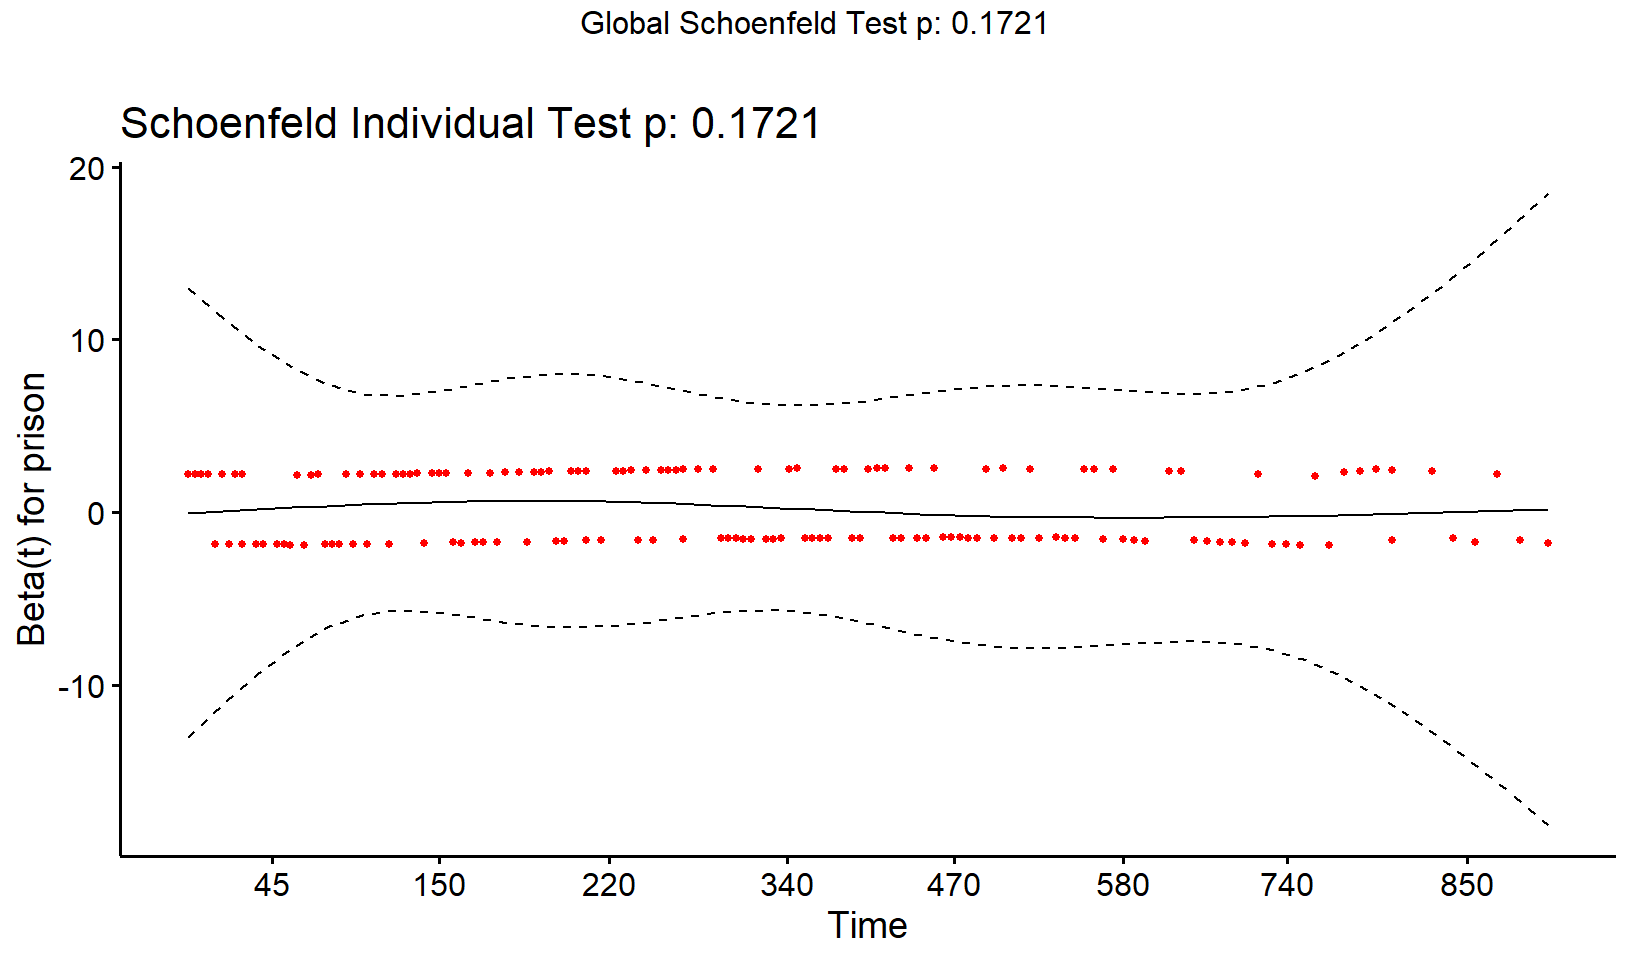 Global Schoenfeld Test p: 0.1721
Schoenfeld Individual Test p: 0.1721
20
10
0
-10
Beta(t) for prison
45 150 220 340 470 580 740 850
Time